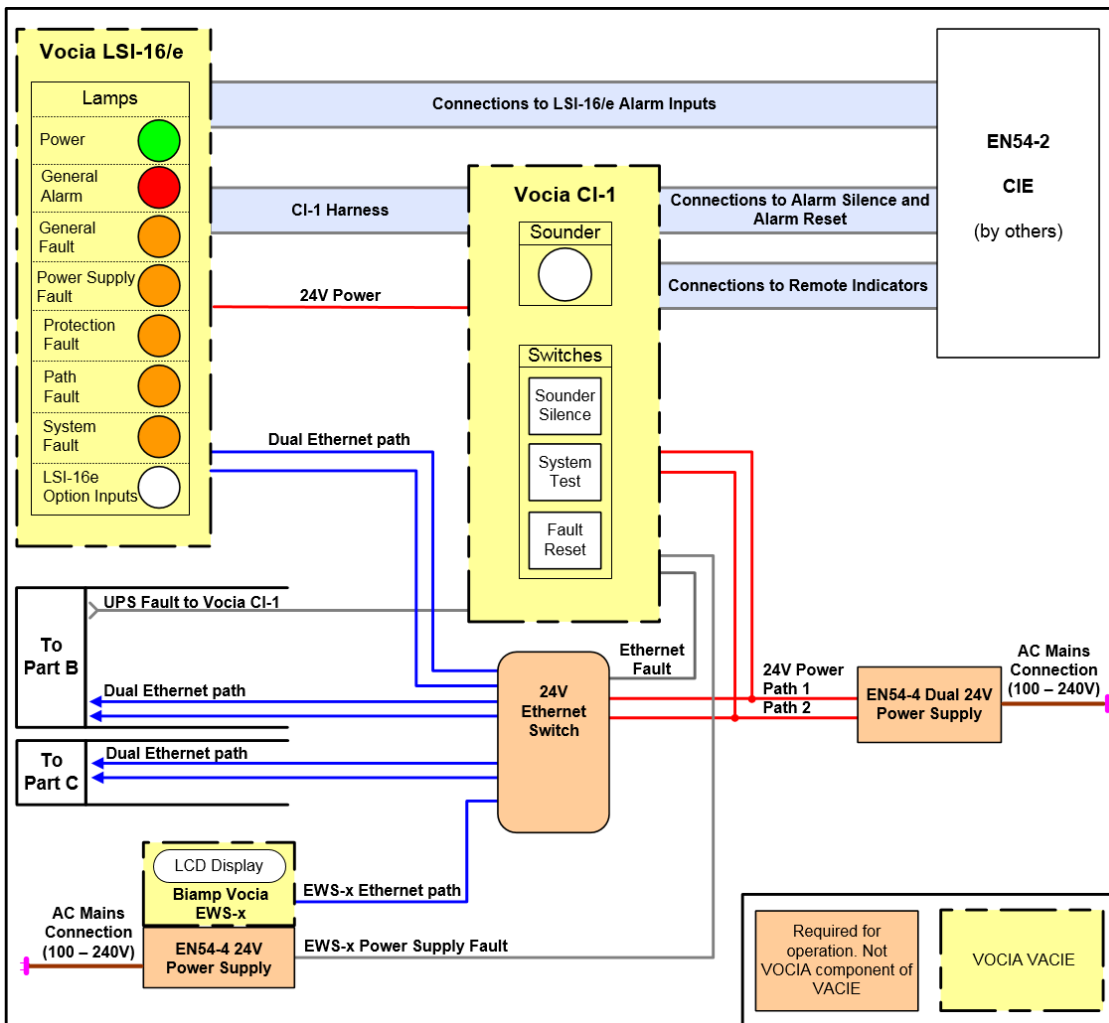 Vocia LSI-16/e
Lamps
Power
General
Alarm
General
Fault
Power Supply
Fault
Protection
Fault
Path
Fault
System
Fault
LSI-16e
Option Inputs
Connections to LSI-16/e Alarm Inputs
CI-1 Harness
24V Power
Dual Ethernet path
Vocia CI-1
Sounder
Switches
Sounder
Silence
System
Test
Fault
Reset
Connections to Alarm Silence and
Alarm Reset
Connections to Remote Indicators
EN54-2
CIE
(by others)
To
Part B
UPS Fault to Vocia CI-1
Dual Ethernet path
To
Part C
Dual Ethernet path
24V
Ethernet
Switch
Ethernet
Fault
24V Power
Path 1
Path 2
EN54-4 Dual 24V
Power Supply
AC Mains
Connection
(100 – 240V)
LCD Display
Biamp Vocia
EWS-x
EWS-x Ethernet path
AC Mains
Connection
(100 – 240V)
EN54-4 24V
Power Supply
EWS-x Power Supply Fault
Required for
operation. Not
VOCIA component of
VACIE
VOCIA VACIE